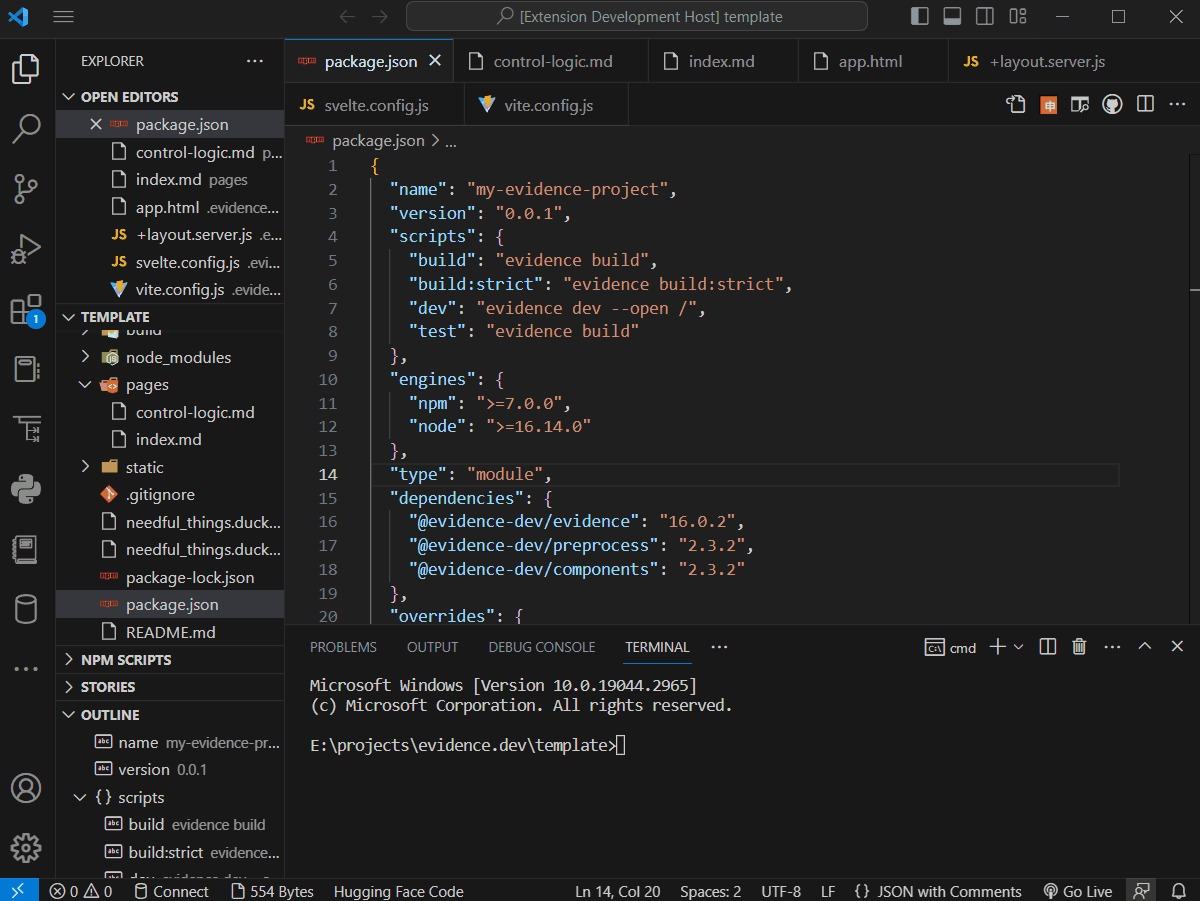 [Extension Development Host] template
EXPLORER
OPEN EDITORS
package.json
control-logic.md p...
index.md pages
app.html .evidence...
JS +layout.server.js .e...
JS svelte.config.js .evi...
vite.config.js .evide...
TEMPLATE
build
node_modules
pages
control-logic.md
index.md
static
.gitignore
needful_things.duck...
needful_things.duck...
package-lock.json
package.json
README.md
NPM SCRIPTS
STORIES
OUTLINE
abc name my-evidence-pr...
abc version 0.0.1
{} scripts
abc build evidence build
abc build:strict evidence...
1
package.json
control-logic.md
index.md
app.html
JS +layout.server.js
JS svelte.config.js
vite.config.js
package.json > ...
1 {
2 "name": "my-evidence-project",
3 "version": "0.0.1",
4 "scripts": {
5 "build": "evidence build",
6 "build:strict": "evidence build:strict",
7 "dev": "evidence dev --open /",
8 "test": "evidence build"
9 },
10 "engines": {
11 "npm": ">=7.0.0",
12 "node": ">=16.14.0"
13 },
14 "type": "module",
15 "dependencies": {
16 "@evidence-dev/evidence": "16.0.2",
17 "@evidence-dev/preprocess": "2.3.2",
18 "@evidence-dev/components": "2.3.2"
19 },
20 "overrides": {
PROBLEMS OUTPUT DEBUG CONSOLE TERMINAL ... cmd
Microsoft Windows [Version 10.0.19044.2965]
(c) Microsoft Corporation. All rights reserved.
E:\projects\evidence.dev\template>
0 0 Connect 554 Bytes Hugging Face Code Ln 14, Col 20 Spaces: 2 UTF-8 LF {} JSON with Comments Go Live